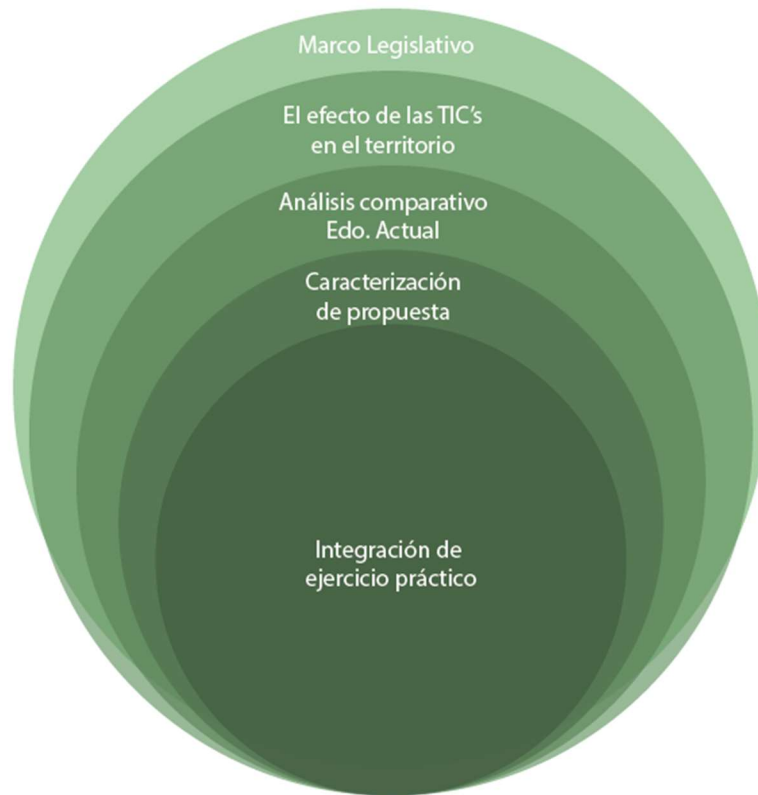 Marco Legislativo
El efecto de las TIC's
en el territorio
Análisis comparativo
Edo. Actual
Caracterización
de propuesta
Integración de
ejercicio práctico